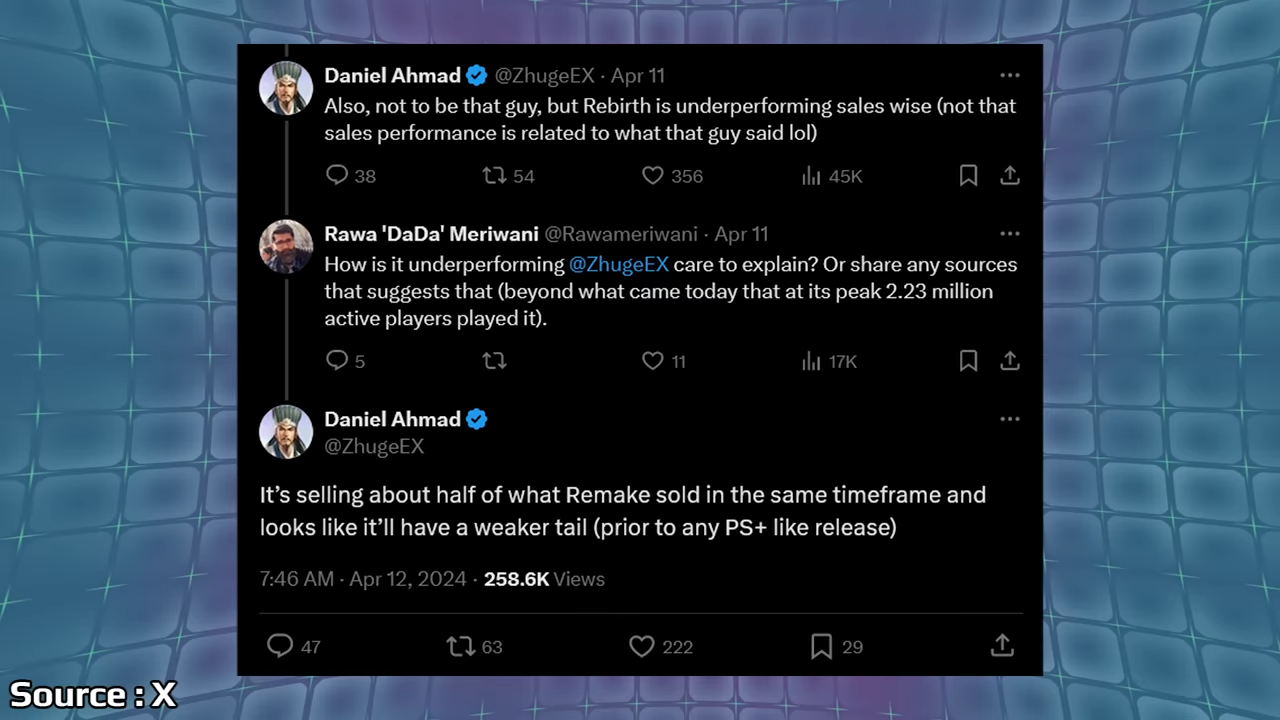 Daniel Ahmad @ZhugeEX · Apr 11
Also, not to be that guy, but Rebirth is underperforming sales wise (not that
sales performance is related to what that guy said lol)
38 54 356 45K
Rawa 'DaDa' Meriwani @Rawameriwani · Apr 11
How is it underperforming @ZhugeEX care to explain? Or share any sources
that suggests that (beyond what came today that at its peak 2.23 million
active players played it).
5 11 17K
Daniel Ahmad
@ZhugeEX
It's selling about half of what Remake sold in the same timeframe and
looks like it'll have a weaker tail (prior to any PS+ like release)
7:46 AM · Apr 12, 2024 · 258.6K Views
47 63 222 29
Source : X